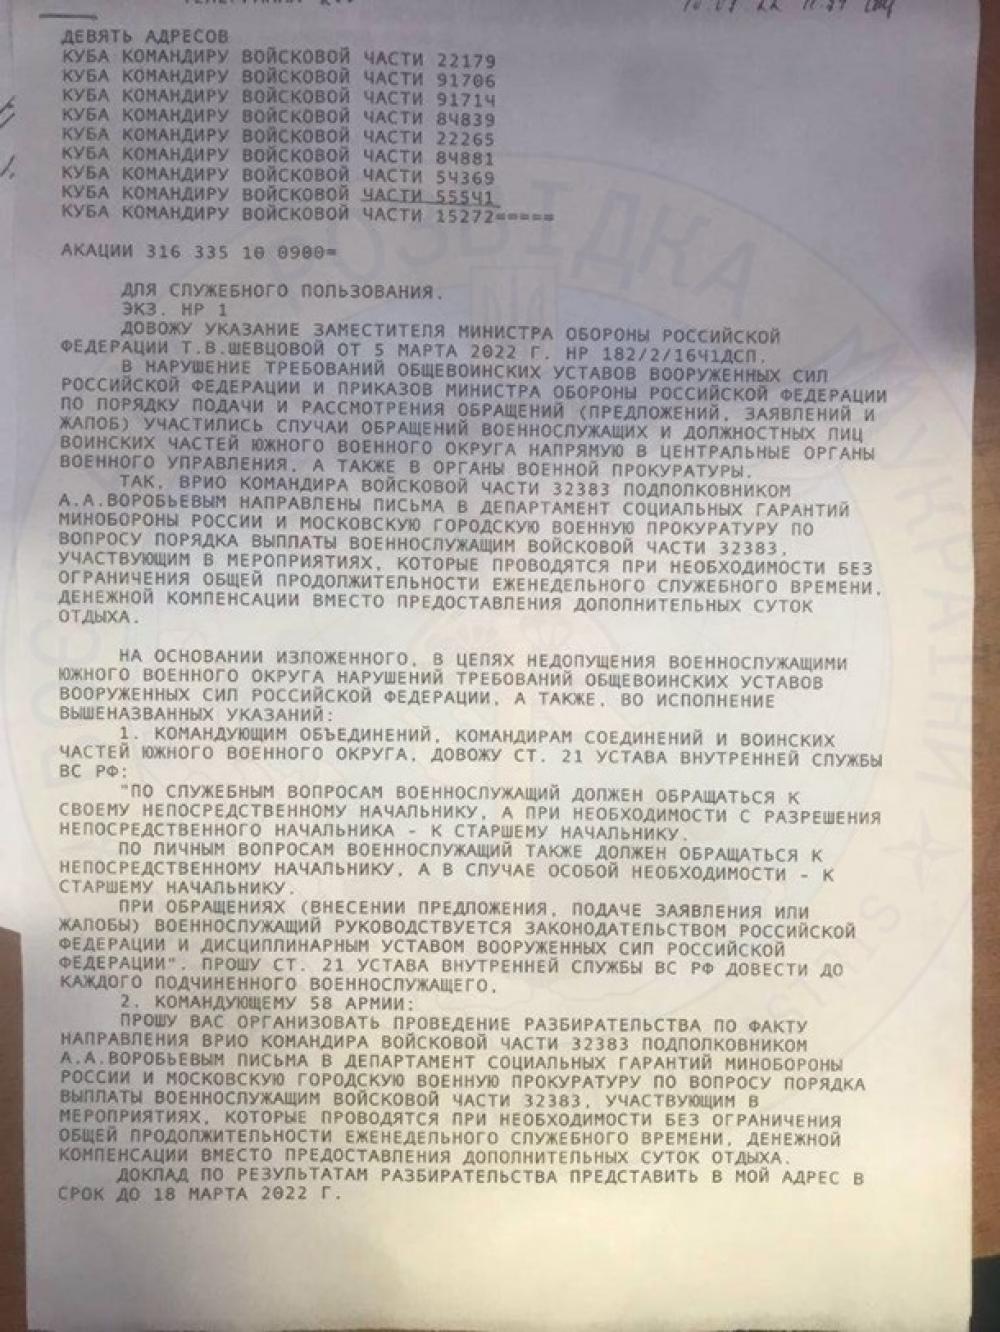 ДЕВЯТЬ АДРЕСОВ
КУБА КОМАНДИРУ ВОЙСКОВОЙ ЧАСТИ 22179
КУБА КОМАНДИРУ ВОЙСКОВОЙ ЧАСТИ 91706
КУБА КОМАНДИРУ ВОЙСКОВОЙ ЧАСТИ 91714
КУБА КОМАНДИРУ ВОЙСКОВОЙ ЧАСТИ 84839
КУБА КОМАНДИРУ ВОЙСКОВОЙ ЧАСТИ 22265
КУБА КОМАНДИРУ ВОЙСКОВОЙ ЧАСТИ 84881
КУБА КОМАНДИРУ ВОЙСКОВОЙ ЧАСТИ 54369
КУБА КОМАНДИРУ ВОЙСКОВОЙ ЧАСТИ 55541
КУБА КОМАНДИРУ ВОЙСКОВОЙ ЧАСТИ 15272=====
АКАЦИИ 316 335 10 0900=
ДЛЯ СЛУЖЕБНОГО ПОЛЬЗОВАНИЯ.
ЭКЗ. НР 1
ДОВОЖУ УКАЗАНИЕ ЗАМЕСТИТЕЛЯ МИНИСТРА ОБОРОНЫ РОССИЙСКОЙ
ФЕДЕРАЦИИ Т.В.ШЕВЦОВОЙ ОТ 5 МАРТА 2022 Г. НР 182/2/1641ДСП.
В НАРУШЕНИЕ ТРЕБОВАНИЙ ОБЩЕВОИНСКИХ УСТАВОВ ВООРУЖЕННЫХ СИЛ
РОССИЙСКОЙ ФЕДЕРАЦИИ И ПРИКАЗОВ МИНИСТРА ОБОРОНЫ РОССИЙСКОЙ ФЕДЕРАЦИИ
ПО ПОРЯДКУ ПОДАЧИ И РАССМОТРЕНИЯ ОБРАЩЕНИЙ (ПРЕДЛОЖЕНИЙ, ЗАЯВЛЕНИЙ И
ЖАЛОБ) УЧАСТИЛИСЬ СЛУЧАИ ОБРАЩЕНИЙ ВОЕННОСЛУЖАЩИХ И ДОЛЖНОСТНЫХ ЛИЦ
ВОИНСКИХ ЧАСТЕЙ ЮЖНОГО ВОЕННОГО ОКРУГА НАПРЯМУЮ В ЦЕНТРАЛЬНЫЕ ОРГАНЫ
ВОЕННОГО УПРАВЛЕНИЯ, А ТАКЖЕ В ОРГАНЫ ВОЕННОЙ ПРОКУРАТУРЫ.
ТАК, ВРИО КОМАНДИРА ВОЙСКОВОЙ ЧАСТИ 32383 ПОДПОЛКОВНИКОМ
А.А.ВОРОБЬЕВЫМ НАПРАВЛЕНЫ ПИСЬМА В ДЕПАРТАМЕНТ СОЦИАЛЬНЫХ ГАРАНТИЙ
МИНОБОРОНЫ РОССИИ И МОСКОВСКУЮ ГОРОДСКУЮ ВОЕННУЮ ПРОКУРАТУРУ ПО
ВОПРОСУ ПОРЯДКА ВЫПЛАТЫ ВОЕННОСЛУЖАЩИМ ВОЙСКОВОЙ ЧАСТИ 32383,
УЧАСТВУЮЩИМ В МЕРОПРИЯТИЯХ, КОТОРЫЕ ПРОВОДЯТСЯ ПРИ НЕОБХОДИМОСТИ БЕЗ
ОГРАНИЧЕНИЯ ОБЩЕЙ ПРОДОЛЖИТЕЛЬНОСТИ ЕЖЕНЕДЕЛЬНОГО СЛУЖЕБНОГО ВРЕМЕНИ,
ДЕНЕЖНОЙ КОМПЕНСАЦИИ ВМЕСТО ПРЕДОСТАВЛЕНИЯ ДОПОЛНИТЕЛЬНЫХ СУТОК
ОТДЫХА.
НА ОСНОВАНИИ ИЗЛОЖЕННОГО, В ЦЕЛЯХ НЕДОПУЩЕНИЯ ВОЕННОСЛУЖАЩИМИ
ЮЖНОГО ВОЕННОГО ОКРУГА НАРУШЕНИЙ ТРЕБОВАНИЙ ОБЩЕВОИНСКИХ УСТАВОВ
ВООРУЖЕННЫХ СИЛ РОССИЙСКОЙ ФЕДЕРАЦИИ, А ТАКЖЕ, ВО ИСПОЛНЕНИЕ
ВЫШЕНАЗВАННЫХ УКАЗАНИЙ:
1. КОМАНДУЮЩИМ ОБЪЕДИНЕНИЙ, КОМАНДИРАМ СОЕДИНЕНИЙ И ВОИНСКИХ
ЧАСТЕЙ ЮЖНОГО ВОЕННОГО ОКРУГА, ДОВОЖУ СТ. 21 УСТАВА ВНУТРЕННЕЙ СЛУЖБЫ
ВС РФ:
"ПО СЛУЖЕБНЫМ ВОПРОСАМ ВОЕННОСЛУЖАЩИЙ ДОЛЖЕН ОБРАЩАТЬСЯ К
СВОЕМУ НЕПОСРЕДСТВЕННОМУ НАЧАЛЬНИКУ, А ПРИ НЕОБХОДИМОСТИ С РАЗРЕШЕНИЯ
НЕПОСРЕДСТВЕННОГО НАЧАЛЬНИКА - К СТАРШЕМУ НАЧАЛЬНИКУ.
ПО ЛИЧНЫМ ВОПРОСАМ ВОЕННОСЛУЖАЩИЙ ТАКЖЕ ДОЛЖЕН ОБРАЩАТЬСЯ К
НЕПОСРЕДСТВЕННОМУ НАЧАЛЬНИКУ, А В СЛУЧАЕ ОСОБОЙ НЕОБХОДИМОСТИ - К
СТАРШЕМУ НАЧАЛЬНИКУ.
ПРИ ОБРАЩЕНИЯХ (ВНЕСЕНИИ ПРЕДЛОЖЕНИЯ, ПОДАЧЕ ЗАЯВЛЕНИЯ ИЛИ
ЖАЛОБЫ) ВОЕННОСЛУЖАЩИЙ РУКОВОДСТВУЕТСЯ ЗАКОНОДАТЕЛЬСТВОМ РОССИЙСКОЙ
ФЕДЕРАЦИИ И ДИСЦИПЛИНАРНЫМ УСТАВОМ ВООРУЖЕННЫХ СИЛ РОССИЙСКОЙ
ФЕДЕРАЦИИ". ПРОШУ СТ. 21 УСТАВА ВНУТРЕННЕЙ СЛУЖБЫ ВС РФ ДОВЕСТИ ДО
КАЖДОГО ПОДЧИНЕННОГО ВОЕННОСЛУЖАЩЕГО.
2. КОМАНДУЮЩЕМУ 58 АРМИИ:
ПРОШУ ВАС ОРГАНИЗОВАТЬ ПРОВЕДЕНИЕ РАЗБИРАТЕЛЬСТВА ПО ФАКТУ
НАПРАВЛЕНИЯ ВРИО КОМАНДИРА ВОЙСКОВОЙ ЧАСТИ 32383 ПОДПОЛКОВНИКОМ
А.А.ВОРОБЬЕВЫМ ПИСЬМА В ДЕПАРТАМЕНТ СОЦИАЛЬНЫХ ГАРАНТИЙ МИНОБОРОНЫ
РОССИИ И МОСКОВСКУЮ ГОРОДСКУЮ ВОЕННУЮ ПРОКУРАТУРУ ПО ВОПРОСУ ПОРЯДКА
ВЫПЛАТЫ ВОЕННОСЛУЖАЩИМ ВОЙСКОВОЙ ЧАСТИ 32383, УЧАСТВУЮЩИМ В
МЕРОПРИЯТИЯХ, КОТОРЫЕ ПРОВОДЯТСЯ ПРИ НЕОБХОДИМОСТИ БЕЗ ОГРАНИЧЕНИЯ
ОБЩЕЙ ПРОДОЛЖИТЕЛЬНОСТИ ЕЖЕНЕДЕЛЬНОГО СЛУЖЕБНОГО ВРЕМЕНИ, ДЕНЕЖНОЙ
КОМПЕНСАЦИИ ВМЕСТО ПРЕДОСТАВЛЕНИЯ ДОПОЛНИТЕЛЬНЫХ СУТОК ОТДЫХА.
ДОКЛАД ПО РЕЗУЛЬТАТАМ РАЗБИРАТЕЛЬСТВА ПРЕДСТАВИТЬ В МОЙ АДРЕС В
СРОК ДО 18 МАРТА 2022 Г.